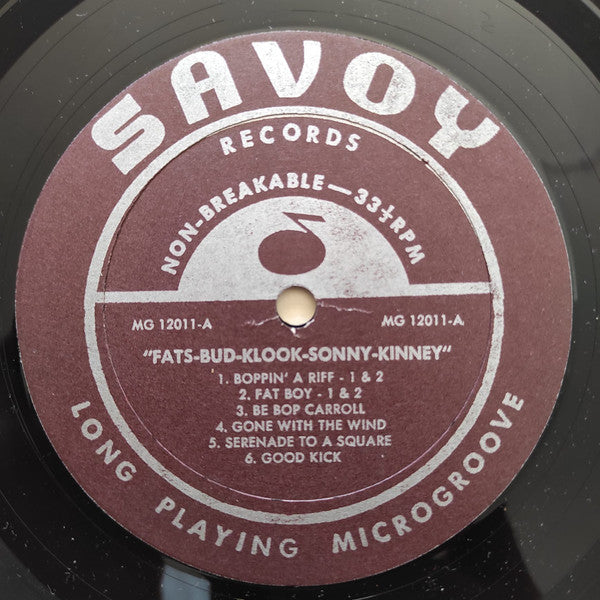 SAVOY
RECORDS
NON-BREAKABLE — 33⅓ RPM
MG 12011-A
MG 12011-A
"FATS-BUD-KLOOK-SONNY-KINNEY"
1. BOPPIN' A RIFF - 1 & 2
2. FAT BOY - 1 & 2
3. BE BOP CARROLL
4. GONE WITH THE WIND
5. SERENADE TO A SQUARE
6. GOOD KICK
LONG PLAYING MICROGROOVE